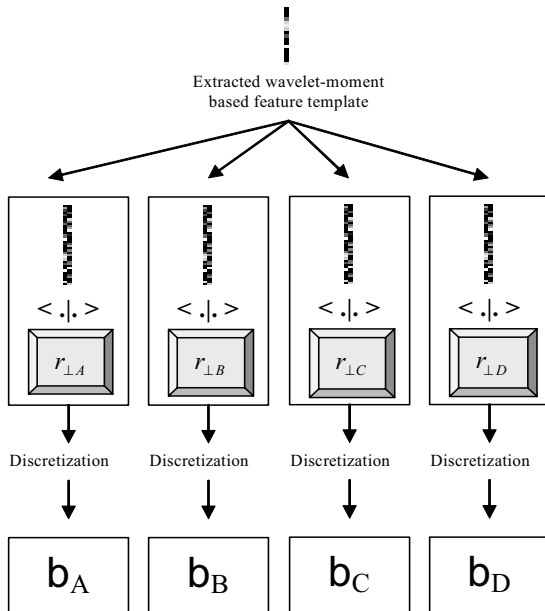 Extracted wavelet-moment
based feature template
< .|. > < .|. > < .|. > < .|. >
r⊥A r⊥B r⊥C r⊥D
Discretization Discretization Discretization Discretization
bA bB bC bD